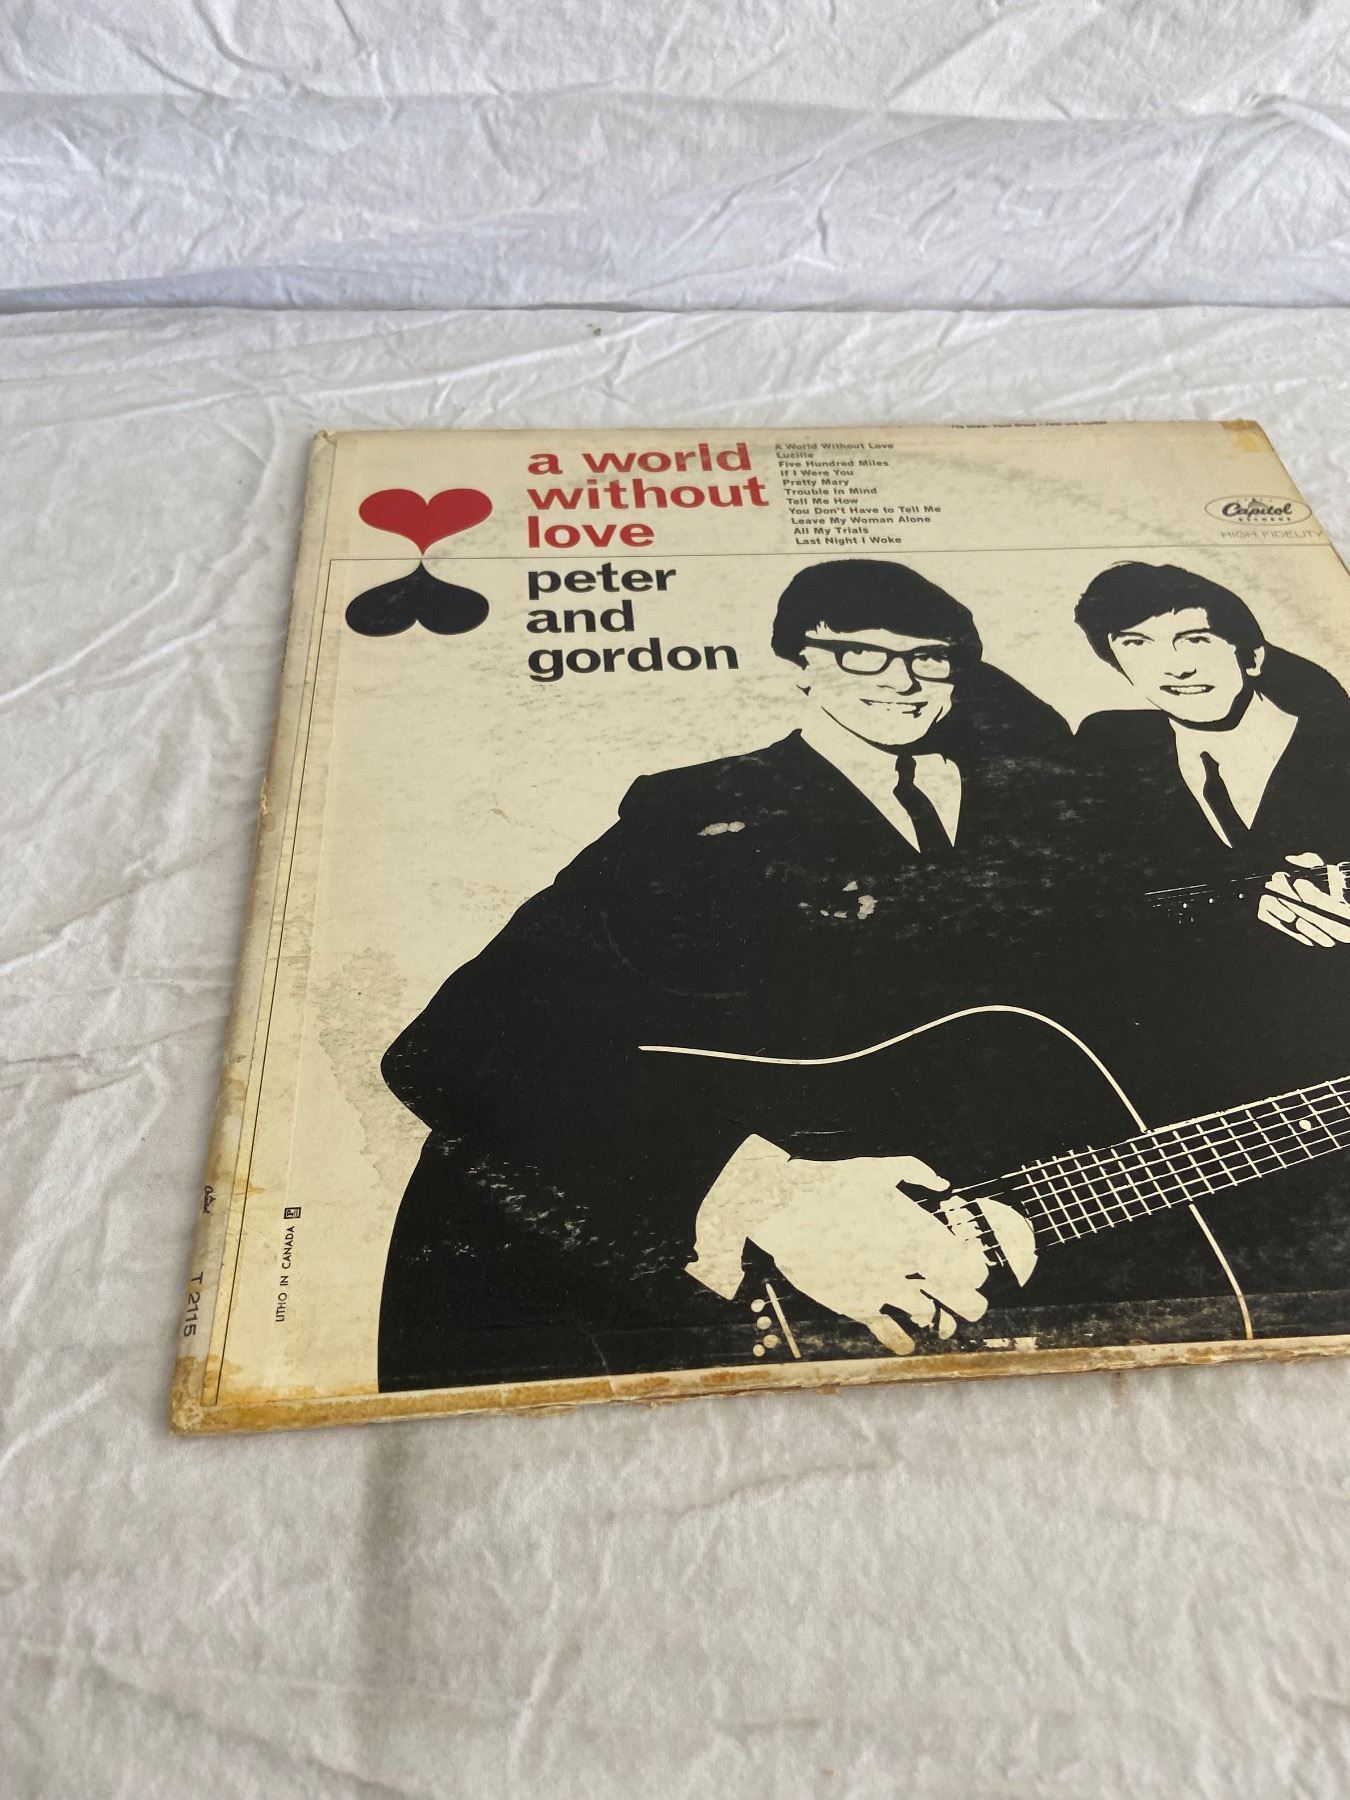 a world
without
love
peter
and
gordon
A World Without Love
Lucille
Five Hundred Miles
If I Were You
Pretty Mary
Trouble In Mind
Tell Me How
You Don't Have to Tell Me
Leave My Woman Alone
All My Trials
Last Night I Woke
Capitol
RECORDS
HIGH FIDELITY
LITHO IN CANADA
T 2115